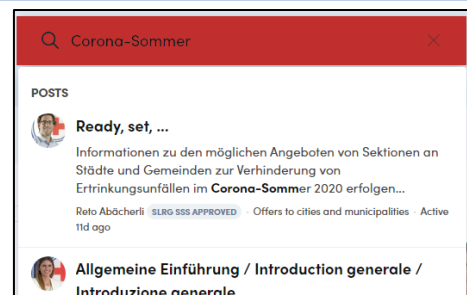 Corona-Sommer
POSTS
Ready, set, ...
Informationen zu den möglichen Angeboten von Sektionen an
Städte und Gemeinden zur Verhinderung von
Ertrinkungsunfällen im Corona-Sommer 2020 erfolgen...
Reto Abächerli SLRG SSS APPROVED · Offers to cities and municipalities · Active
11d ago
Allgemeine Einführung / Introduction generale /
Introduzione generale